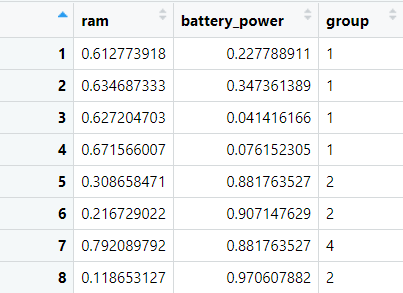 ram battery_power group
1 0.612773918 0.227788911 1
2 0.634687333 0.347361389 1
3 0.627204703 0.041416166 1
4 0.671566007 0.076152305 1
5 0.308658471 0.881763527 2
6 0.216729022 0.907147629 2
7 0.792089792 0.881763527 4
8 0.118653127 0.970607882 2